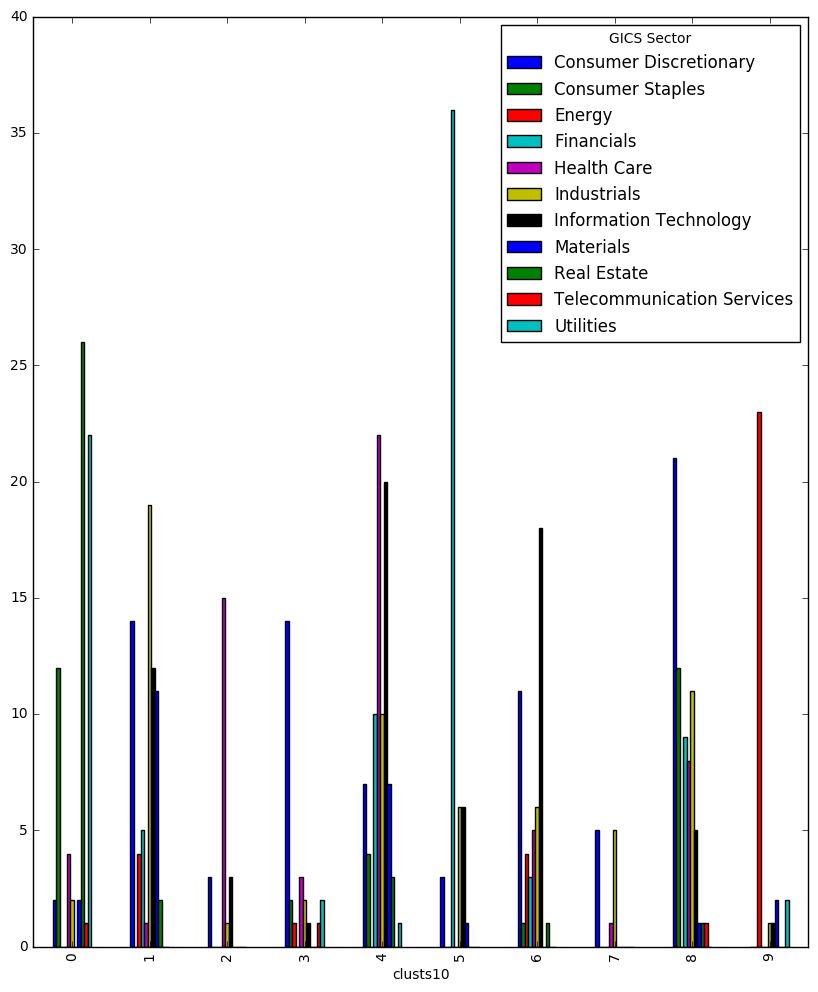 40
35
30
25
20
15
10
5
0
GICS Sector
Consumer Discretionary
Consumer Staples
Energy
Financials
Health Care
Industrials
Information Technology
Materials
Real Estate
Telecommunication Services
Utilities
0 1 2 3 4 5 6 7 8 9
clusts10